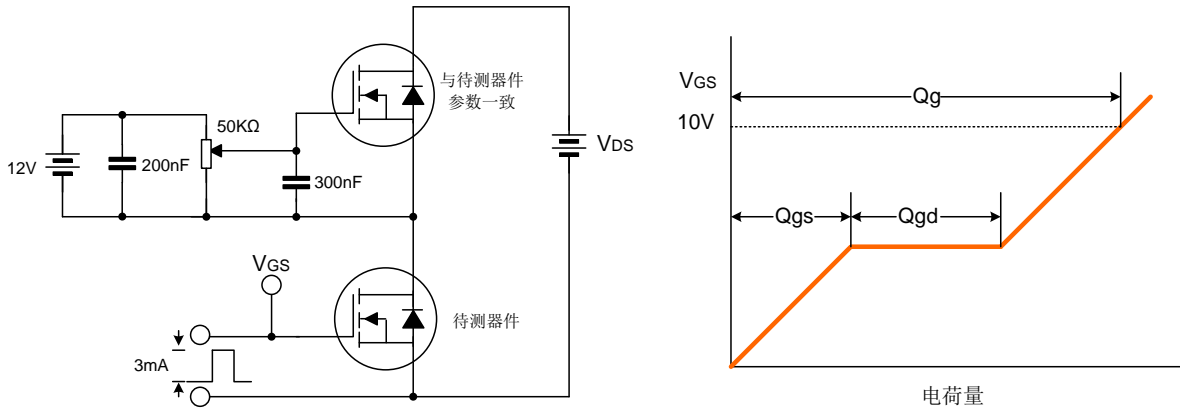 与待测器件
参数一致
50KΩ
12V
200nF
300nF
VDS
VGS
待测器件
3mA
VGS
10V
Qg
Qgs
Qgd
电荷量